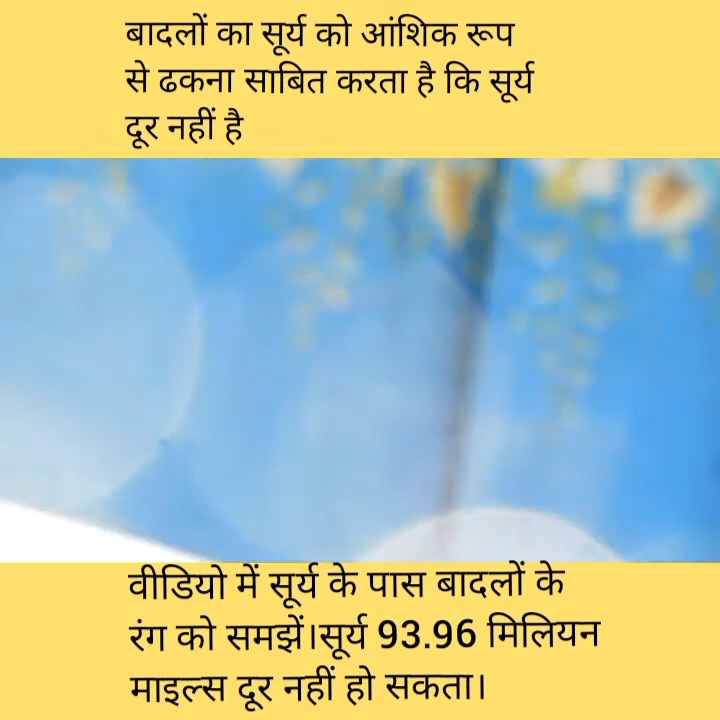 बादलों का सूर्य को आंशिक रूप
से ढकना साबित करता है कि सूर्य
दूर नहीं है
वीडियो में सूर्य के पास बादलों के
रंग को समझें।सूर्य 93.96 मिलियन
माइल्स दूर नहीं हो सकता।